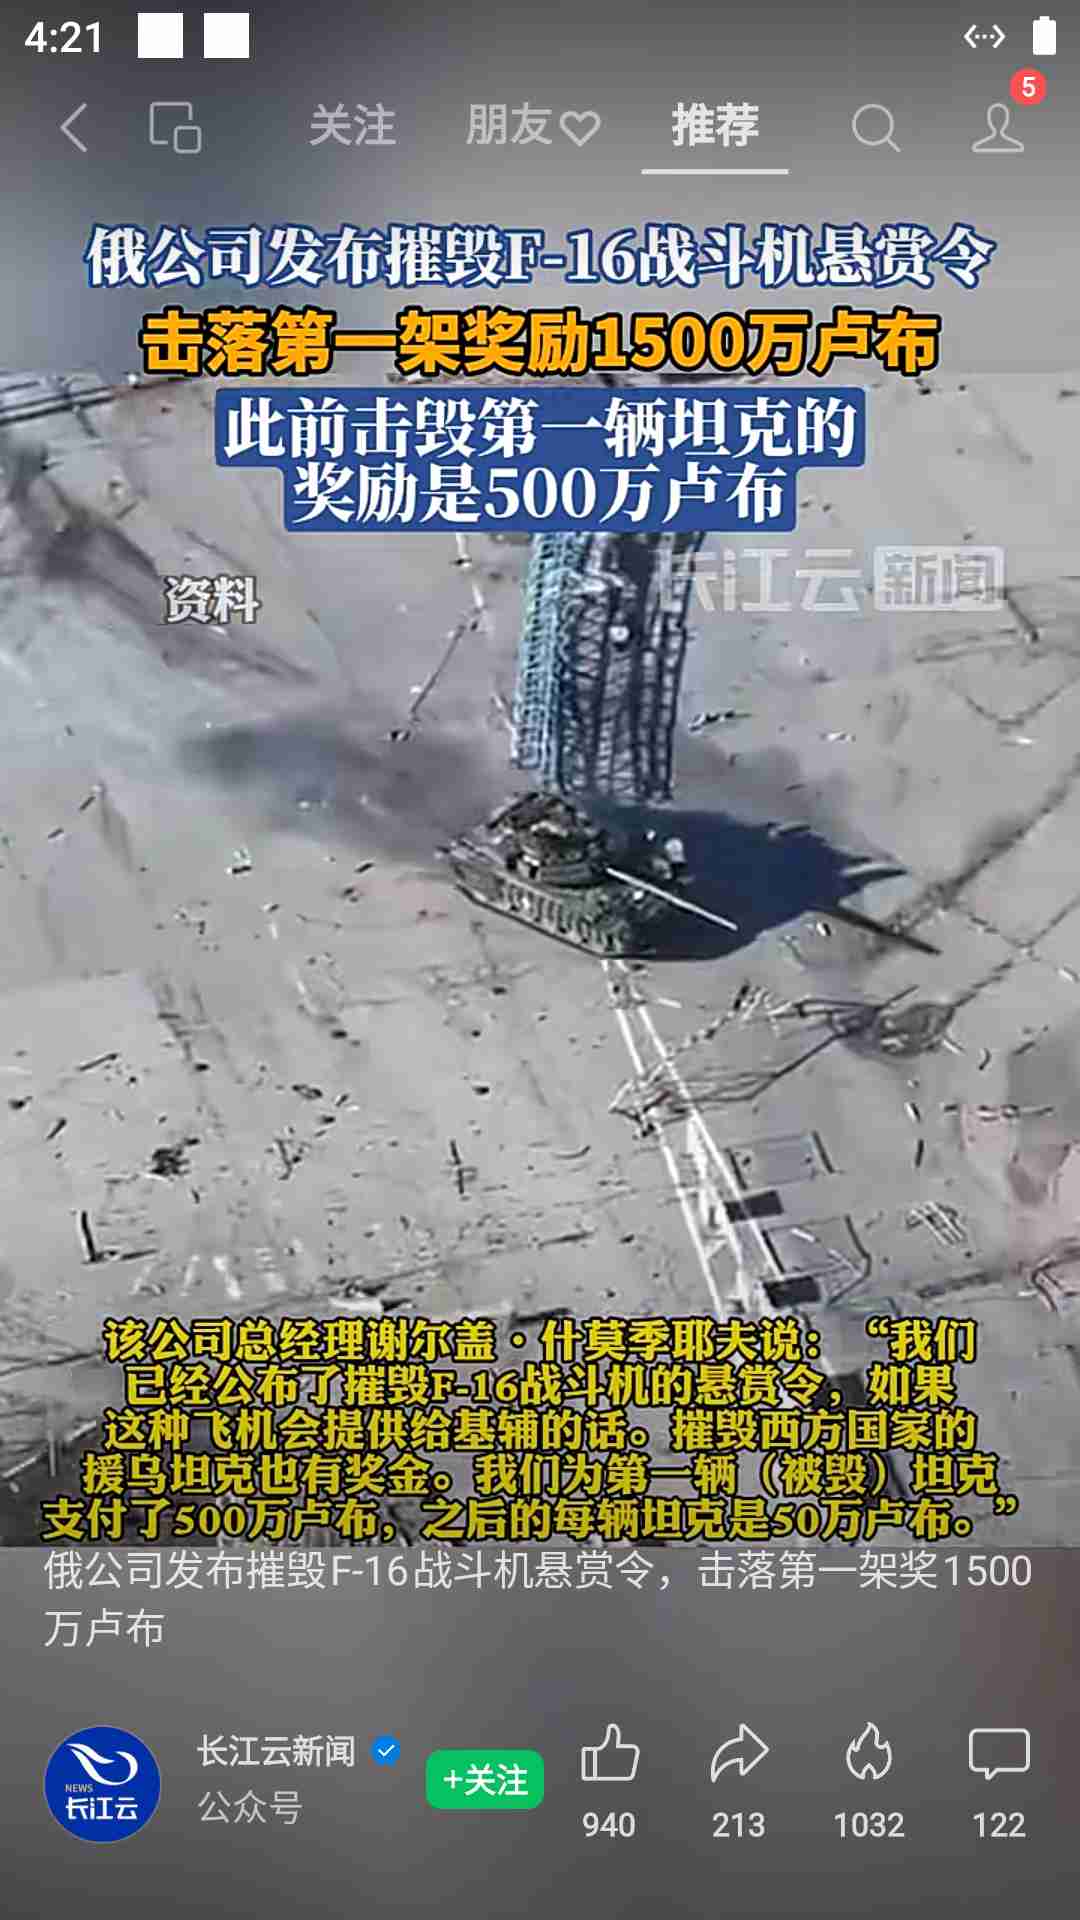 4:21
5
关注 朋友 推荐
俄公司发布摧毁F-16战斗机悬赏令
击落第一架奖励1500万卢布
此前击毁第一辆坦克的
奖励是500万卢布
长江云 新闻
资料
该公司总经理谢尔盖·什莫季耶夫说：“我们
已经公布了摧毁F-16战斗机的悬赏令，如果
这种飞机会提供给基辅的话。摧毁西方国家的
援乌坦克也有奖金。我们为第一辆（被毁）坦克
支付了500万卢布，之后的每辆坦克是50万卢布。”
俄公司发布摧毁F-16战斗机悬赏令，击落第一架奖1500
万卢布
NEWS
长江云
长江云新闻
公众号
+关注
940 213 1032 122